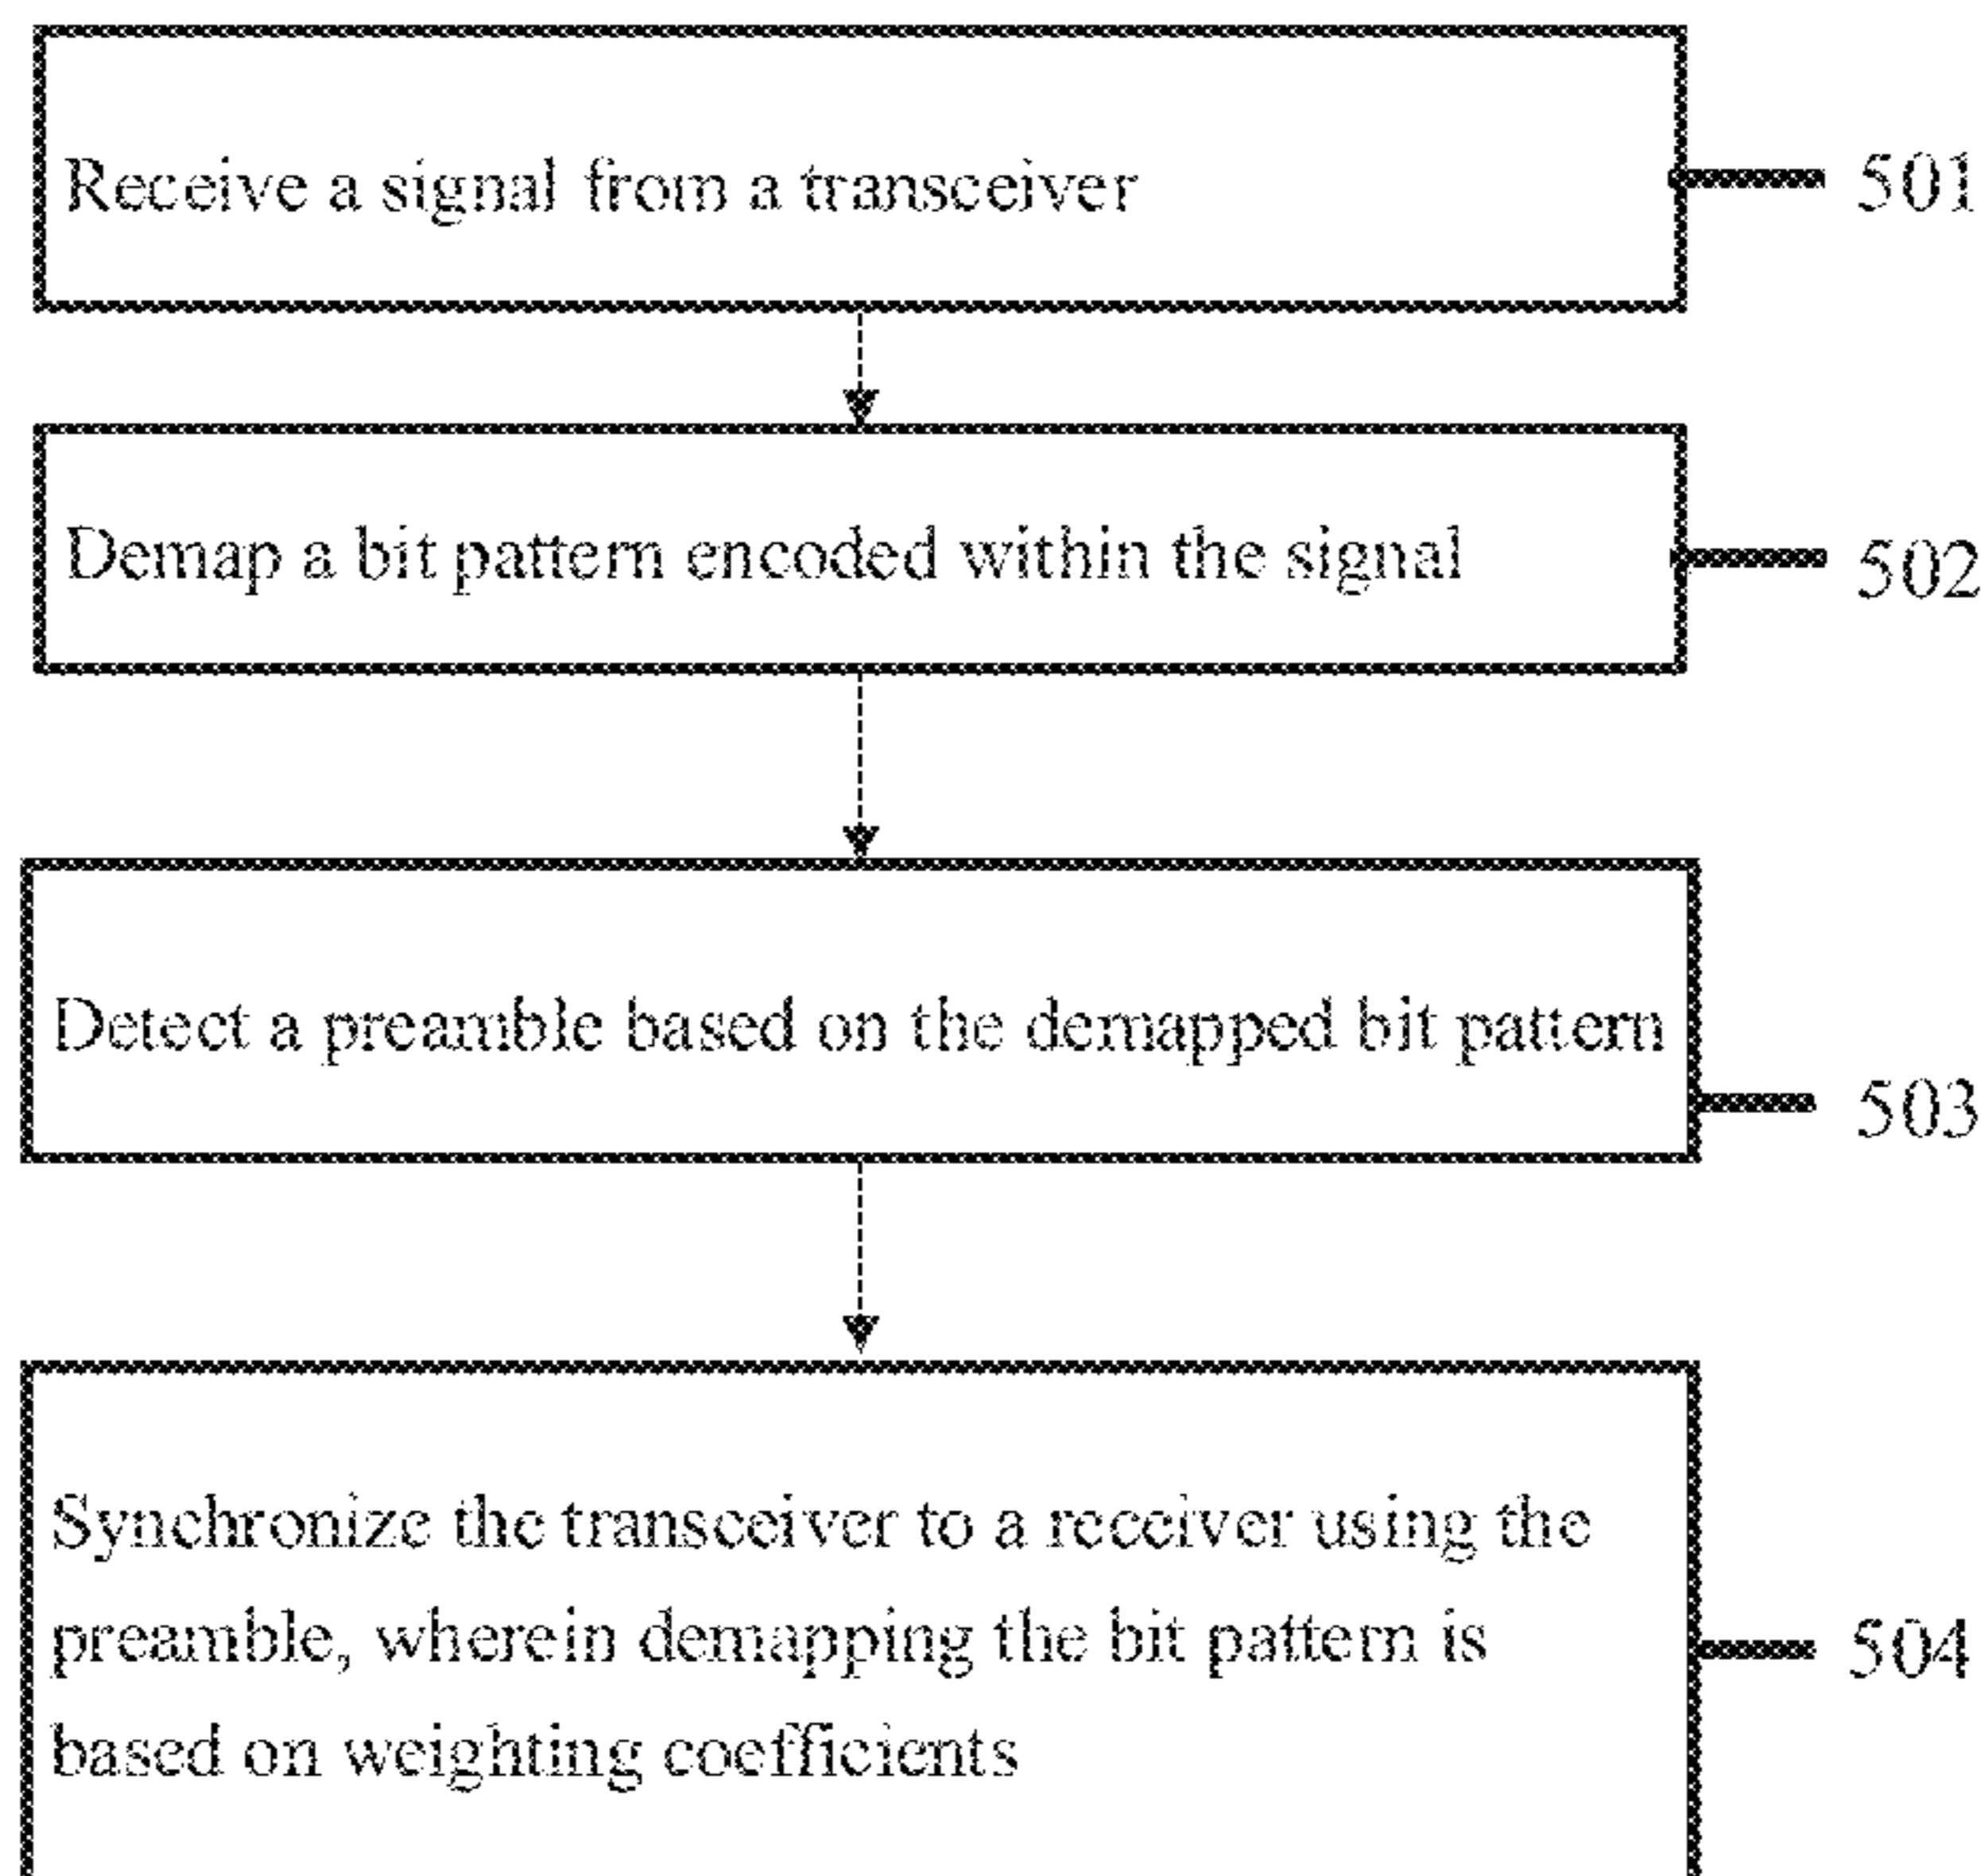 Receive a signal from a transceiver
501
Demap a bit pattern encoded within the signal
502
Detect a preamble based on the demapped bit pattern
503
Synchronize the transceiver to a receiver using the
preamble, wherein demapping the bit pattern is
504
based on weighting coefficients